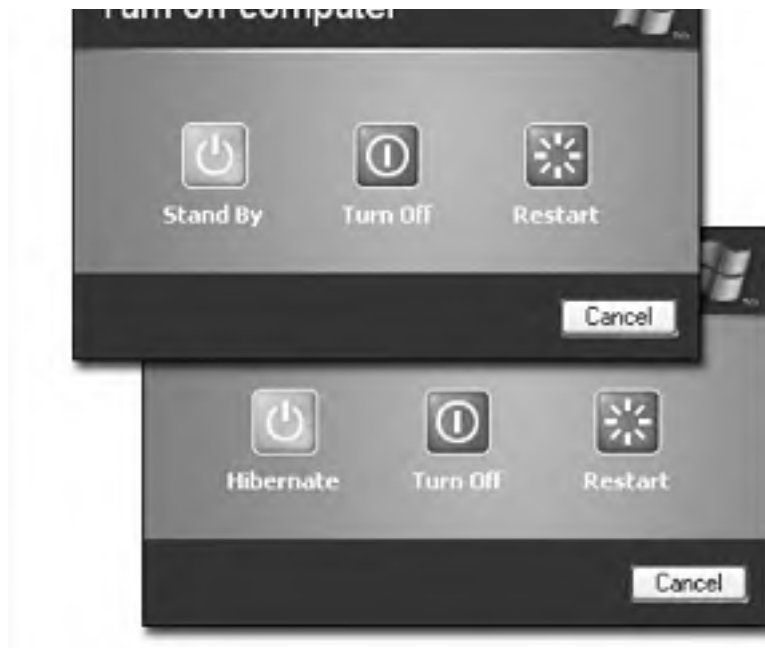 Turn off computer
Stand By
Turn Off
Restart
Cancel
Hibernate
Turn Off
Restart
Cancel